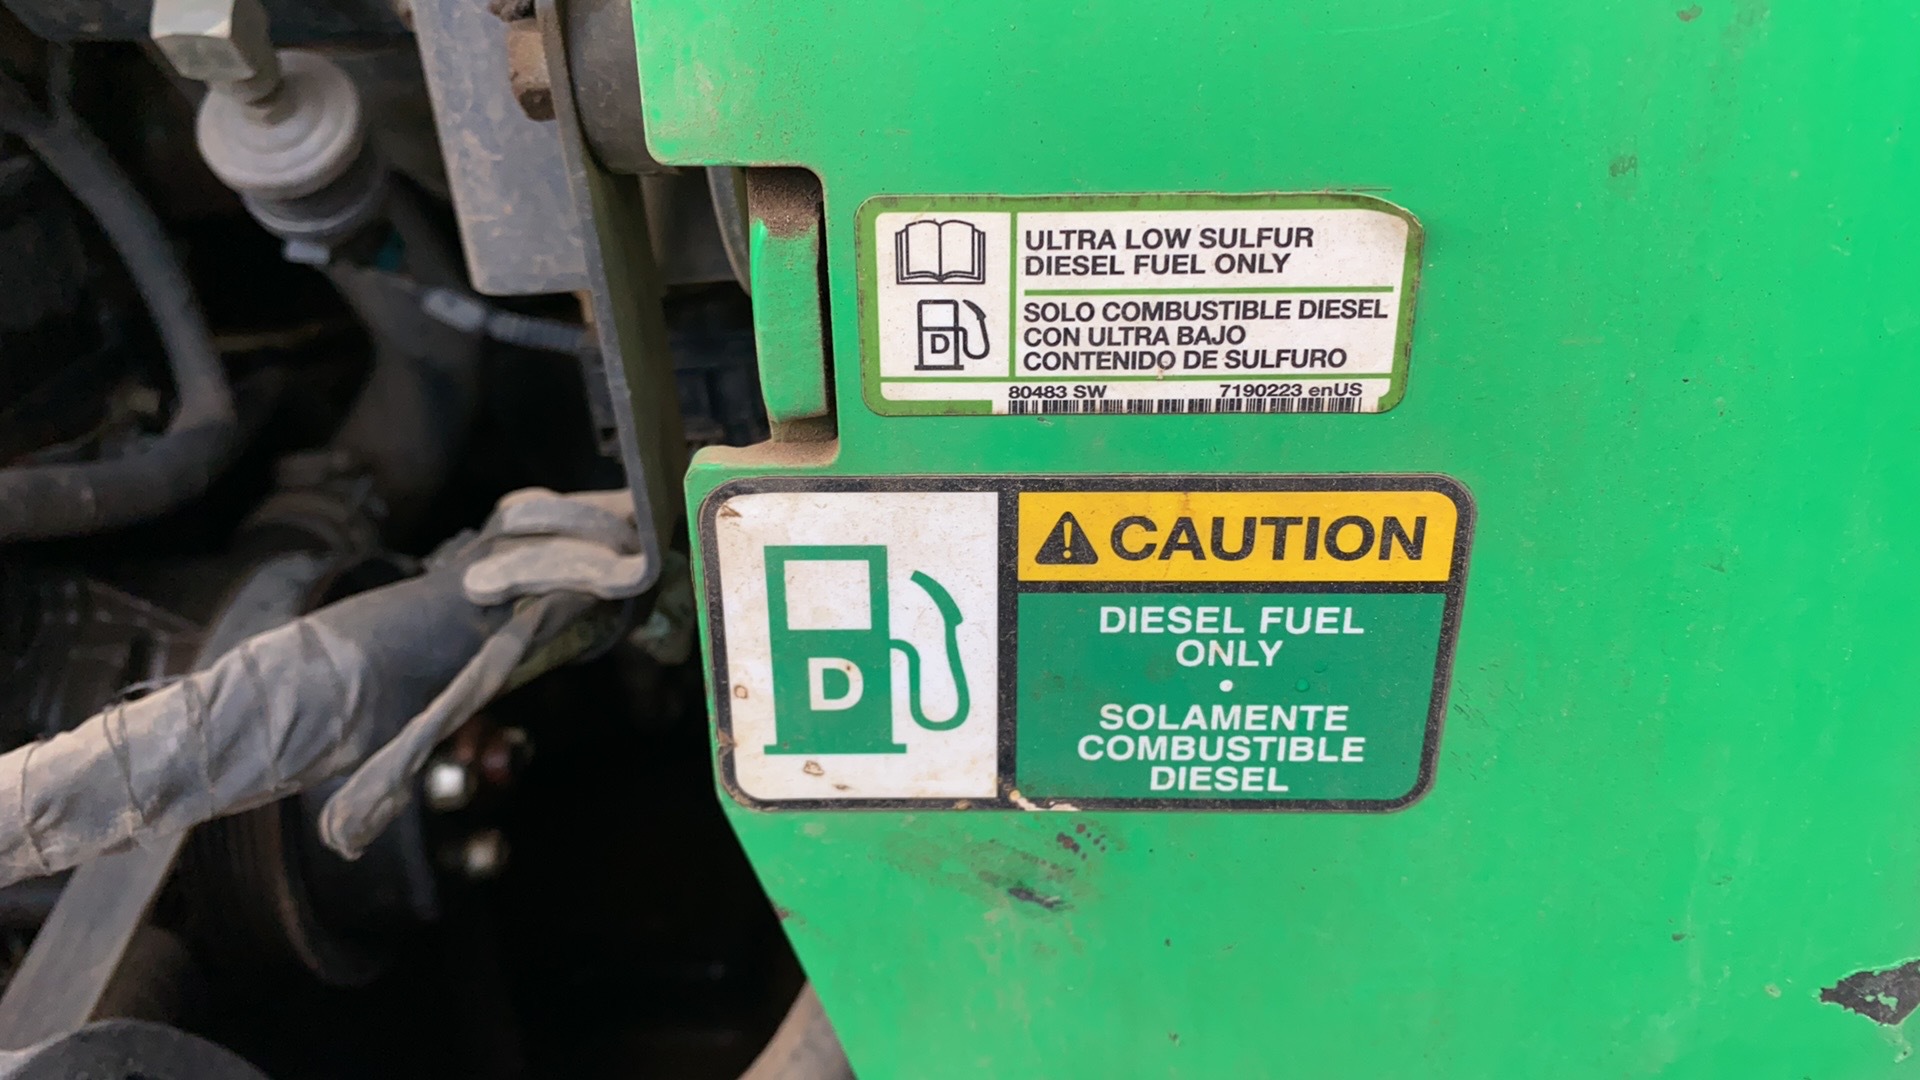 ULTRA LOW SULFUR
DIESEL FUEL ONLY
SOLO COMBUSTIBLE DIESEL
CON ULTRA BAJO
CONTENIDO DE SULFURO
D
80483 SW 7190223 enUS
CAUTION
D
DIESEL FUEL
ONLY
•
SOLAMENTE
COMBUSTIBLE
DIESEL